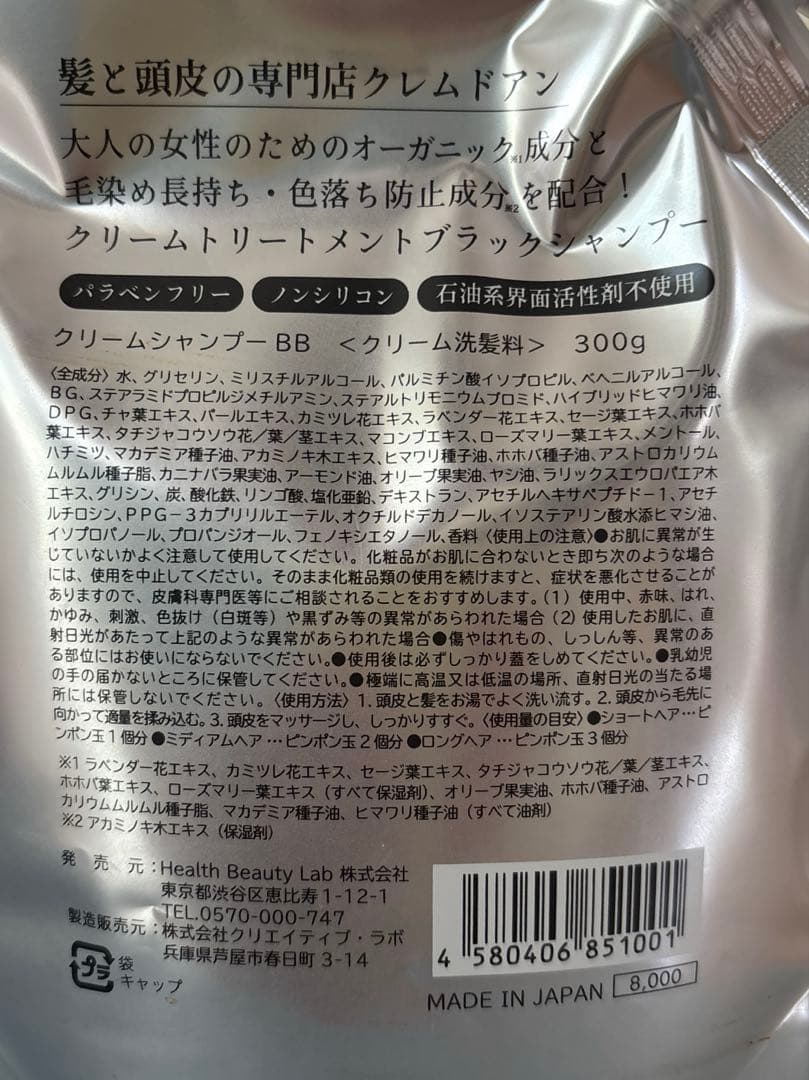 髪と頭皮の専門店クレムドアン
大人の女性のためのオーガニック※1成分と
毛染め長持ち・色落ち防止成分※2を配合！
クリームトリートメントブラックシャンプー
パラベンフリー ノンシリコン 石油系界面活性剤不使用
クリームシャンプーBB ＜クリーム洗髪料＞ 300g
〈全成分〉水、グリセリン、ミリスチルアルコール、パルミチン酸イソプロピル、ベヘニルアルコール、
BG、ステアラミドプロピルジメチルアミン、ステアルトリモニウムブロミド、ハイブリッドヒマワリ油、
DPG、チャ葉エキス、パールエキス、カミツレ花エキス、ラベンダー花エキス、セージ葉エキス、ホホバ
葉エキス、タチジャコウソウ花／葉／茎エキス、マコンブエキス、ローズマリー葉エキス、メントール、
ハチミツ、マカデミア種子油、アカミノキ木エキス、ヒマワリ種子油、ホホバ種子油、アストロカリウム
ムルムル種子脂、カニナバラ果実油、アーモンド油、オリーブ果実油、ヤシ油、ラリックスエウロパエア木
エキス、グリシン、炭、酸化鉄、リンゴ酸、塩化亜鉛、デキストラン、アセチルヘキサペプチド－1、アセチ
ルチロシン、PPG－3カプリリルエーテル、オクチルドデカノール、イソステアリン酸水添ヒマシ油、
イソプロパノール、プロパンジオール、フェノキシエタノール、香料〈使用上の注意〉●お肌に異常が生
じていないかよく注意して使用してください。化粧品がお肌に合わないとき即ち次のような場合
には、使用を中止してください。そのまま化粧品類の使用を続けますと、症状を悪化させることが
ありますので、皮膚科専門医等にご相談されることをおすすめします。（1）使用中、赤味、はれ、
かゆみ、刺激、色抜け（白斑等）や黒ずみ等の異常があらわれた場合（2）使用したお肌に、直
射日光があたって上記のような異常があらわれた場合●傷やはれもの、しっしん等、異常のあ
る部位にはお使いにならないでください。●使用後は必ずしっかり蓋をしめてください。●乳幼児
の手の届かないところに保管してください。●極端に高温又は低温の場所、直射日光の当たる場
所には保管しないでください。〈使用方法〉1. 頭皮と髪をお湯でよく洗い流す。2. 頭皮から毛先に
向かって適量を揉み込む。3. 頭皮をマッサージし、しっかりすすぐ。〈使用量の目安〉●ショートヘア…ピ
ンポン玉1個分 ●ミディアムヘア…ピンポン玉2個分 ●ロングヘア…ピンポン玉3個分
※1 ラベンダー花エキス、カミツレ花エキス、セージ葉エキス、タチジャコウソウ花／葉／茎エキス、
ホホバ葉エキス、ローズマリー葉エキス（すべて保湿剤）、オリーブ果実油、ホホバ種子油、アストロ
カリウムムルムル種子脂、マカデミア種子油、ヒマワリ種子油（すべて油剤）
※2 アカミノキ木エキス（保湿剤）
発売元：Health Beauty Lab 株式会社
東京都渋谷区恵比寿1-12-1
TEL.0570-000-747
製造販売元：株式会社クリエイティブ・ラボ
兵庫県芦屋市春日町3-14
プラ 袋
キャップ
4 580406 851001
MADE IN JAPAN 8,000